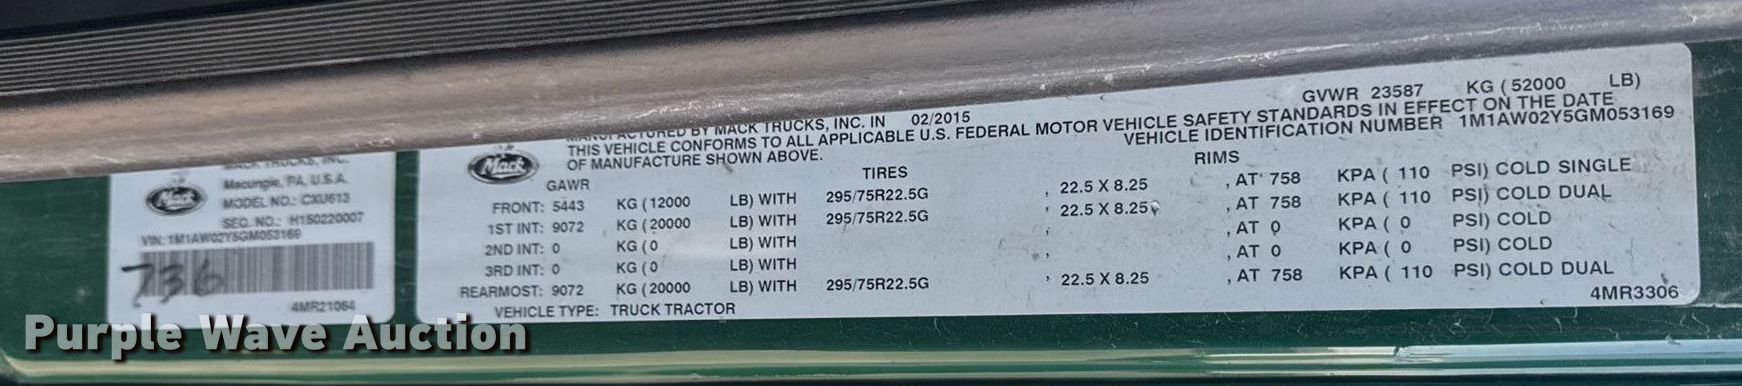 MACK TRUCKS, INC.
Mack
Macungie, PA, U.S.A.
MODEL NO.: CXU613
SEQ. NO.: H150220007
VIN: 1M1AW02Y5GM053169
736
4MR21064
GVWR 23587 KG ( 52000 LB)
MANUFACTURED BY MACK TRUCKS, INC. IN 02/2015
THIS VEHICLE CONFORMS TO ALL APPLICABLE U.S. FEDERAL MOTOR VEHICLE SAFETY STANDARDS IN EFFECT ON THE DATE
OF MANUFACTURE SHOWN ABOVE. VEHICLE IDENTIFICATION NUMBER 1M1AW02Y5GM053169
Mack
GAWR TIRES RIMS
FRONT: 5443 KG ( 12000 LB) WITH 295/75R22.5G , 22.5 X 8.25 , AT 758 KPA ( 110 PSI) COLD SINGLE
1ST INT: 9072 KG ( 20000 LB) WITH 295/75R22.5G , 22.5 X 8.25 , AT 758 KPA ( 110 PSI) COLD DUAL
2ND INT: 0 KG ( 0 LB) WITH , , AT 0 KPA ( 0 PSI) COLD
3RD INT: 0 KG ( 0 LB) WITH , AT 0 KPA ( 0 PSI) COLD
REARMOST: 9072 KG ( 20000 LB) WITH 295/75R22.5G , 22.5 X 8.25 , AT 758 KPA ( 110 PSI) COLD DUAL
VEHICLE TYPE: TRUCK TRACTOR
4MR3306
Purple Wave Auction